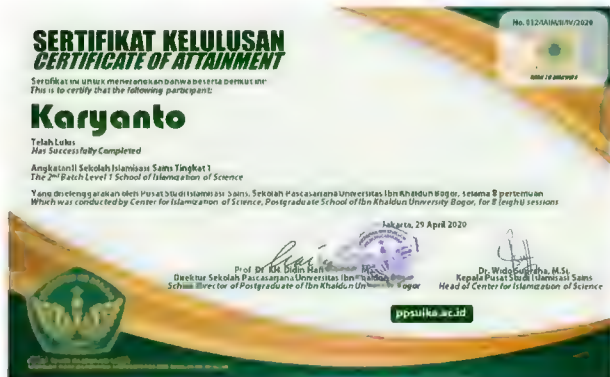 No. 012/IAIM/II/IV/2020
SERTIFIKAT KELULUSAN
CERTIFICATE OF ATTAINMENT
Sertifikat ini untuk menerangkan bahwa beserta berikut ini:
This is to certify that the following participant:
Karyanto
Telah Lulus
Has Successfully Completed
Angkatan II Sekolah Islamisasi Sains Tingkat 1
The 2nd Batch Level 1 School of Islamization of Science
Yang diselenggarakan oleh Pusat Studi Islamisasi Sains, Sekolah Pascasarjana Universitas Ibn Khaldun Bogor, selama 8 pertemuan
Which was conducted by Center for Islamization of Science, Postgraduate School of Ibn Khaldun University Bogor, for 8 (eight) sessions
Jakarta, 29 April 2020
Prof. Dr. KH. Didin
Direktur Sekolah Pascasarjana Universitas Ibn Khaldun
School Director of Postgraduate of Ibn Khaldun Bogor
Dr. Wido Supraha, M.Si.
Kepala Pusat Studi Islamisasi Sains
Head of Center for Islamization of Science
ppsuika.ac.id